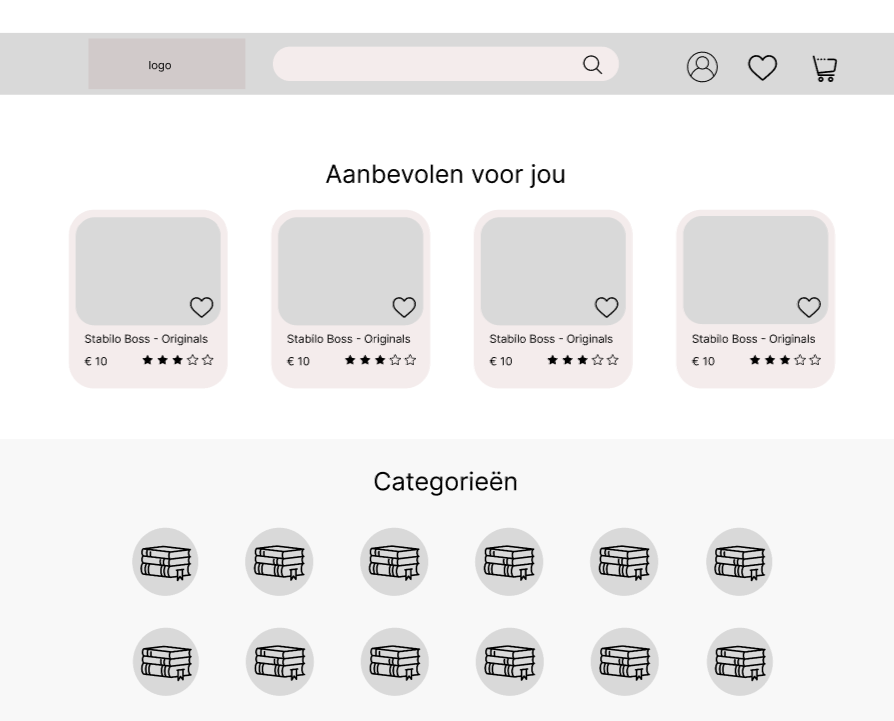 logo
Aanbevolen voor jou
Stabilo Boss - Originals
€ 10
Stabilo Boss - Originals
€ 10
Stabilo Boss - Originals
€ 10
Stabilo Boss - Originals
€ 10
Categorieën